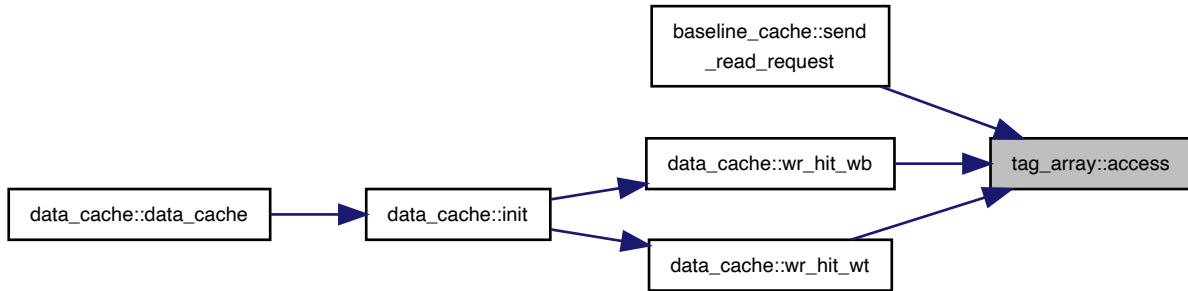 baseline_cache::send
_read_request
data_cache::wr_hit_wb
tag_array::access
data_cache::data_cache
data_cache::init
data_cache::wr_hit_wt